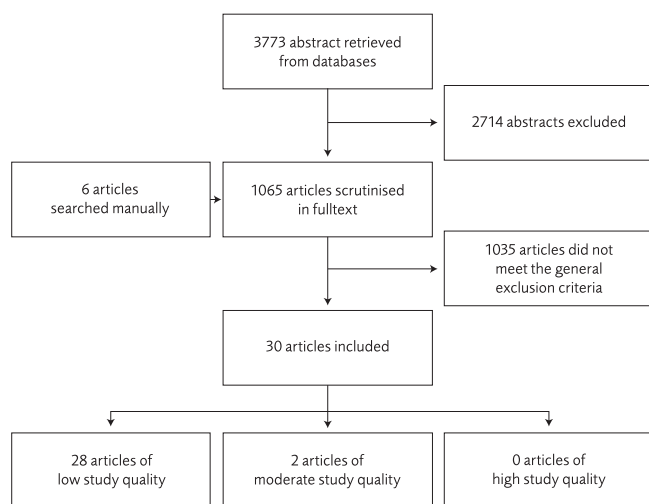 3773 abstract retrieved
from databases
2714 abstracts excluded
6 articles
searched manually
1065 articles scrutinised
in fulltext
1035 articles did not
meet the general
exclusion criteria
30 articles included
28 articles of
low study quality
2 articles of
moderate study quality
0 articles of
high study quality